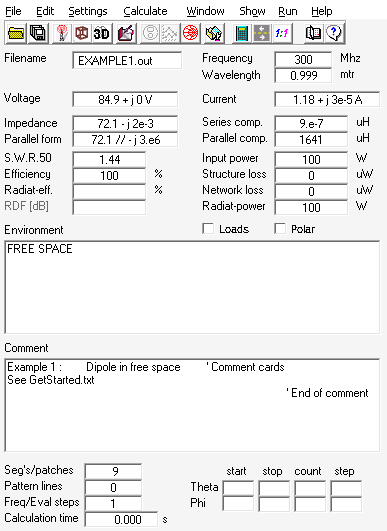 File Edit Settings Calculate Window Show Run Help
3D 1:1 ?
Filename EXAMPLE1.out Frequency 300 Mhz
Wavelength 0.999 mtr
Voltage 84.9 + j 0 V Current 1.18 + j 3e-5 A
Impedance 72.1 - j 2e-3 Series comp. 9.e-7 uH
Parallel form 72.1 // - j 3.e6 Parallel comp. 1641 uH
S.W.R.50 1.44 Input power 100 W
Efficiency 100 % Structure loss 0 uW
Radiat-eff. % Network loss 0 uW
RDF [dB] Radiat-power 100 W
Environment Loads Polar
FREE SPACE
Comment
Example 1 : Dipole in free space ' Comment cards
See GetStarted.txt
' End of comment
Seg's/patches 9 start stop count step
Pattern lines 0 Theta
Freq/Eval steps 1 Phi
Calculation time 0.000 s